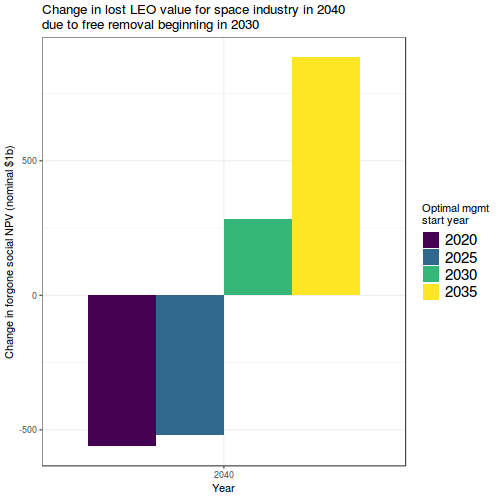 Change in lost LEO value for space industry in 2040
due to free removal beginning in 2030
Change in forgone social NPV (nominal $1b)
500
0
-500
2040
Year
Optimal mgmt
start year
2020
2025
2030
2035